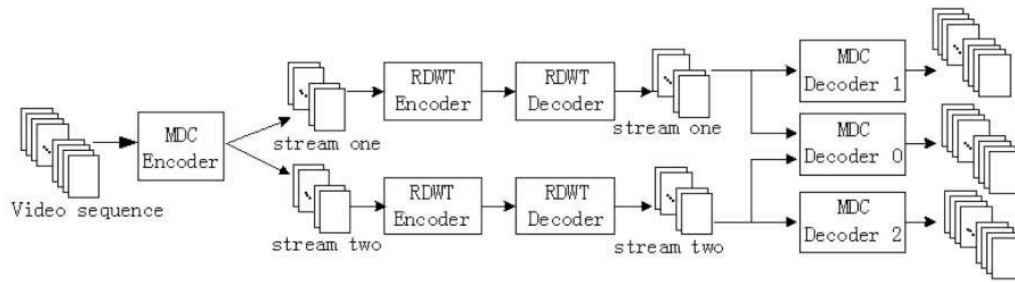 Video sequence
MDC
Encoder
stream one
stream two
RDWT
Encoder
RDWT
Decoder
RDWT
Encoder
RDWT
Decoder
stream one
stream two
MDC
Decoder 1
MDC
Decoder 0
MDC
Decoder 2